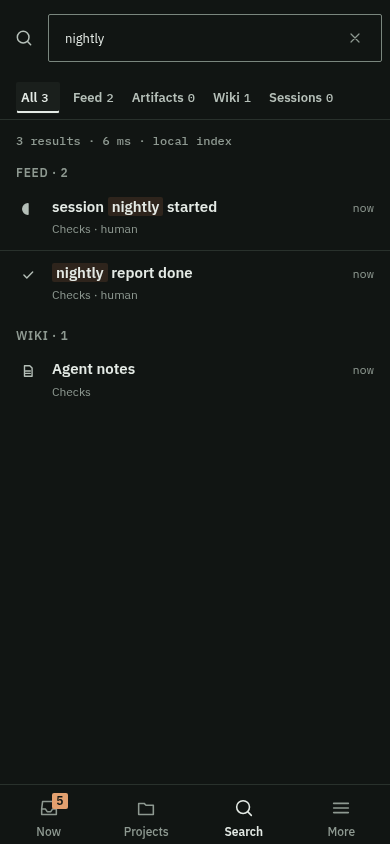 nightly
All 3 Feed 2 Artifacts 0 Wiki 1 Sessions 0
3 results · 6 ms · local index
FEED · 2
session nightly started now
Checks · human
nightly report done now
Checks · human
WIKI · 1
Agent notes now
Checks
5
Now Projects Search More